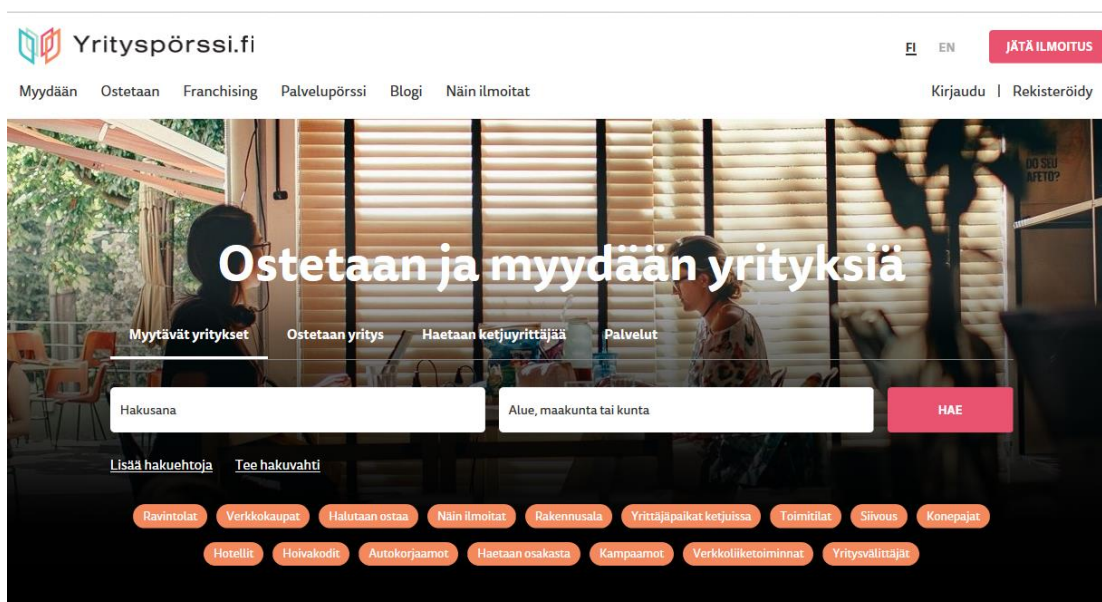 Yrityspörssi.fi
FI EN JÄTÄ ILMOITUS
Myydään Ostetaan Franchising Palvelupörssi Blogi Näin ilmoitat Kirjaudu | Rekisteröidy
DO SEU
AFETO?
Ostetaan ja myydään yrityksiä
Myytävät yritykset Ostetaan yritys Haetaan ketjuyrittäjää Palvelut
Hakusana Alue, maakunta tai kunta HAE
Lisää hakuehtoja Tee hakuvahti
Ravintolat Verkkokaupat Halutaan ostaa Näin ilmoitat Rakennusala Yrittäjäpaikat ketjuissa Toimitilat Siivous Konepajat
Hotellit Hoivakodit Autokorjaamot Haetaan osakasta Kampaamot Verkkoliiketoiminnat Yritysvälittäjät